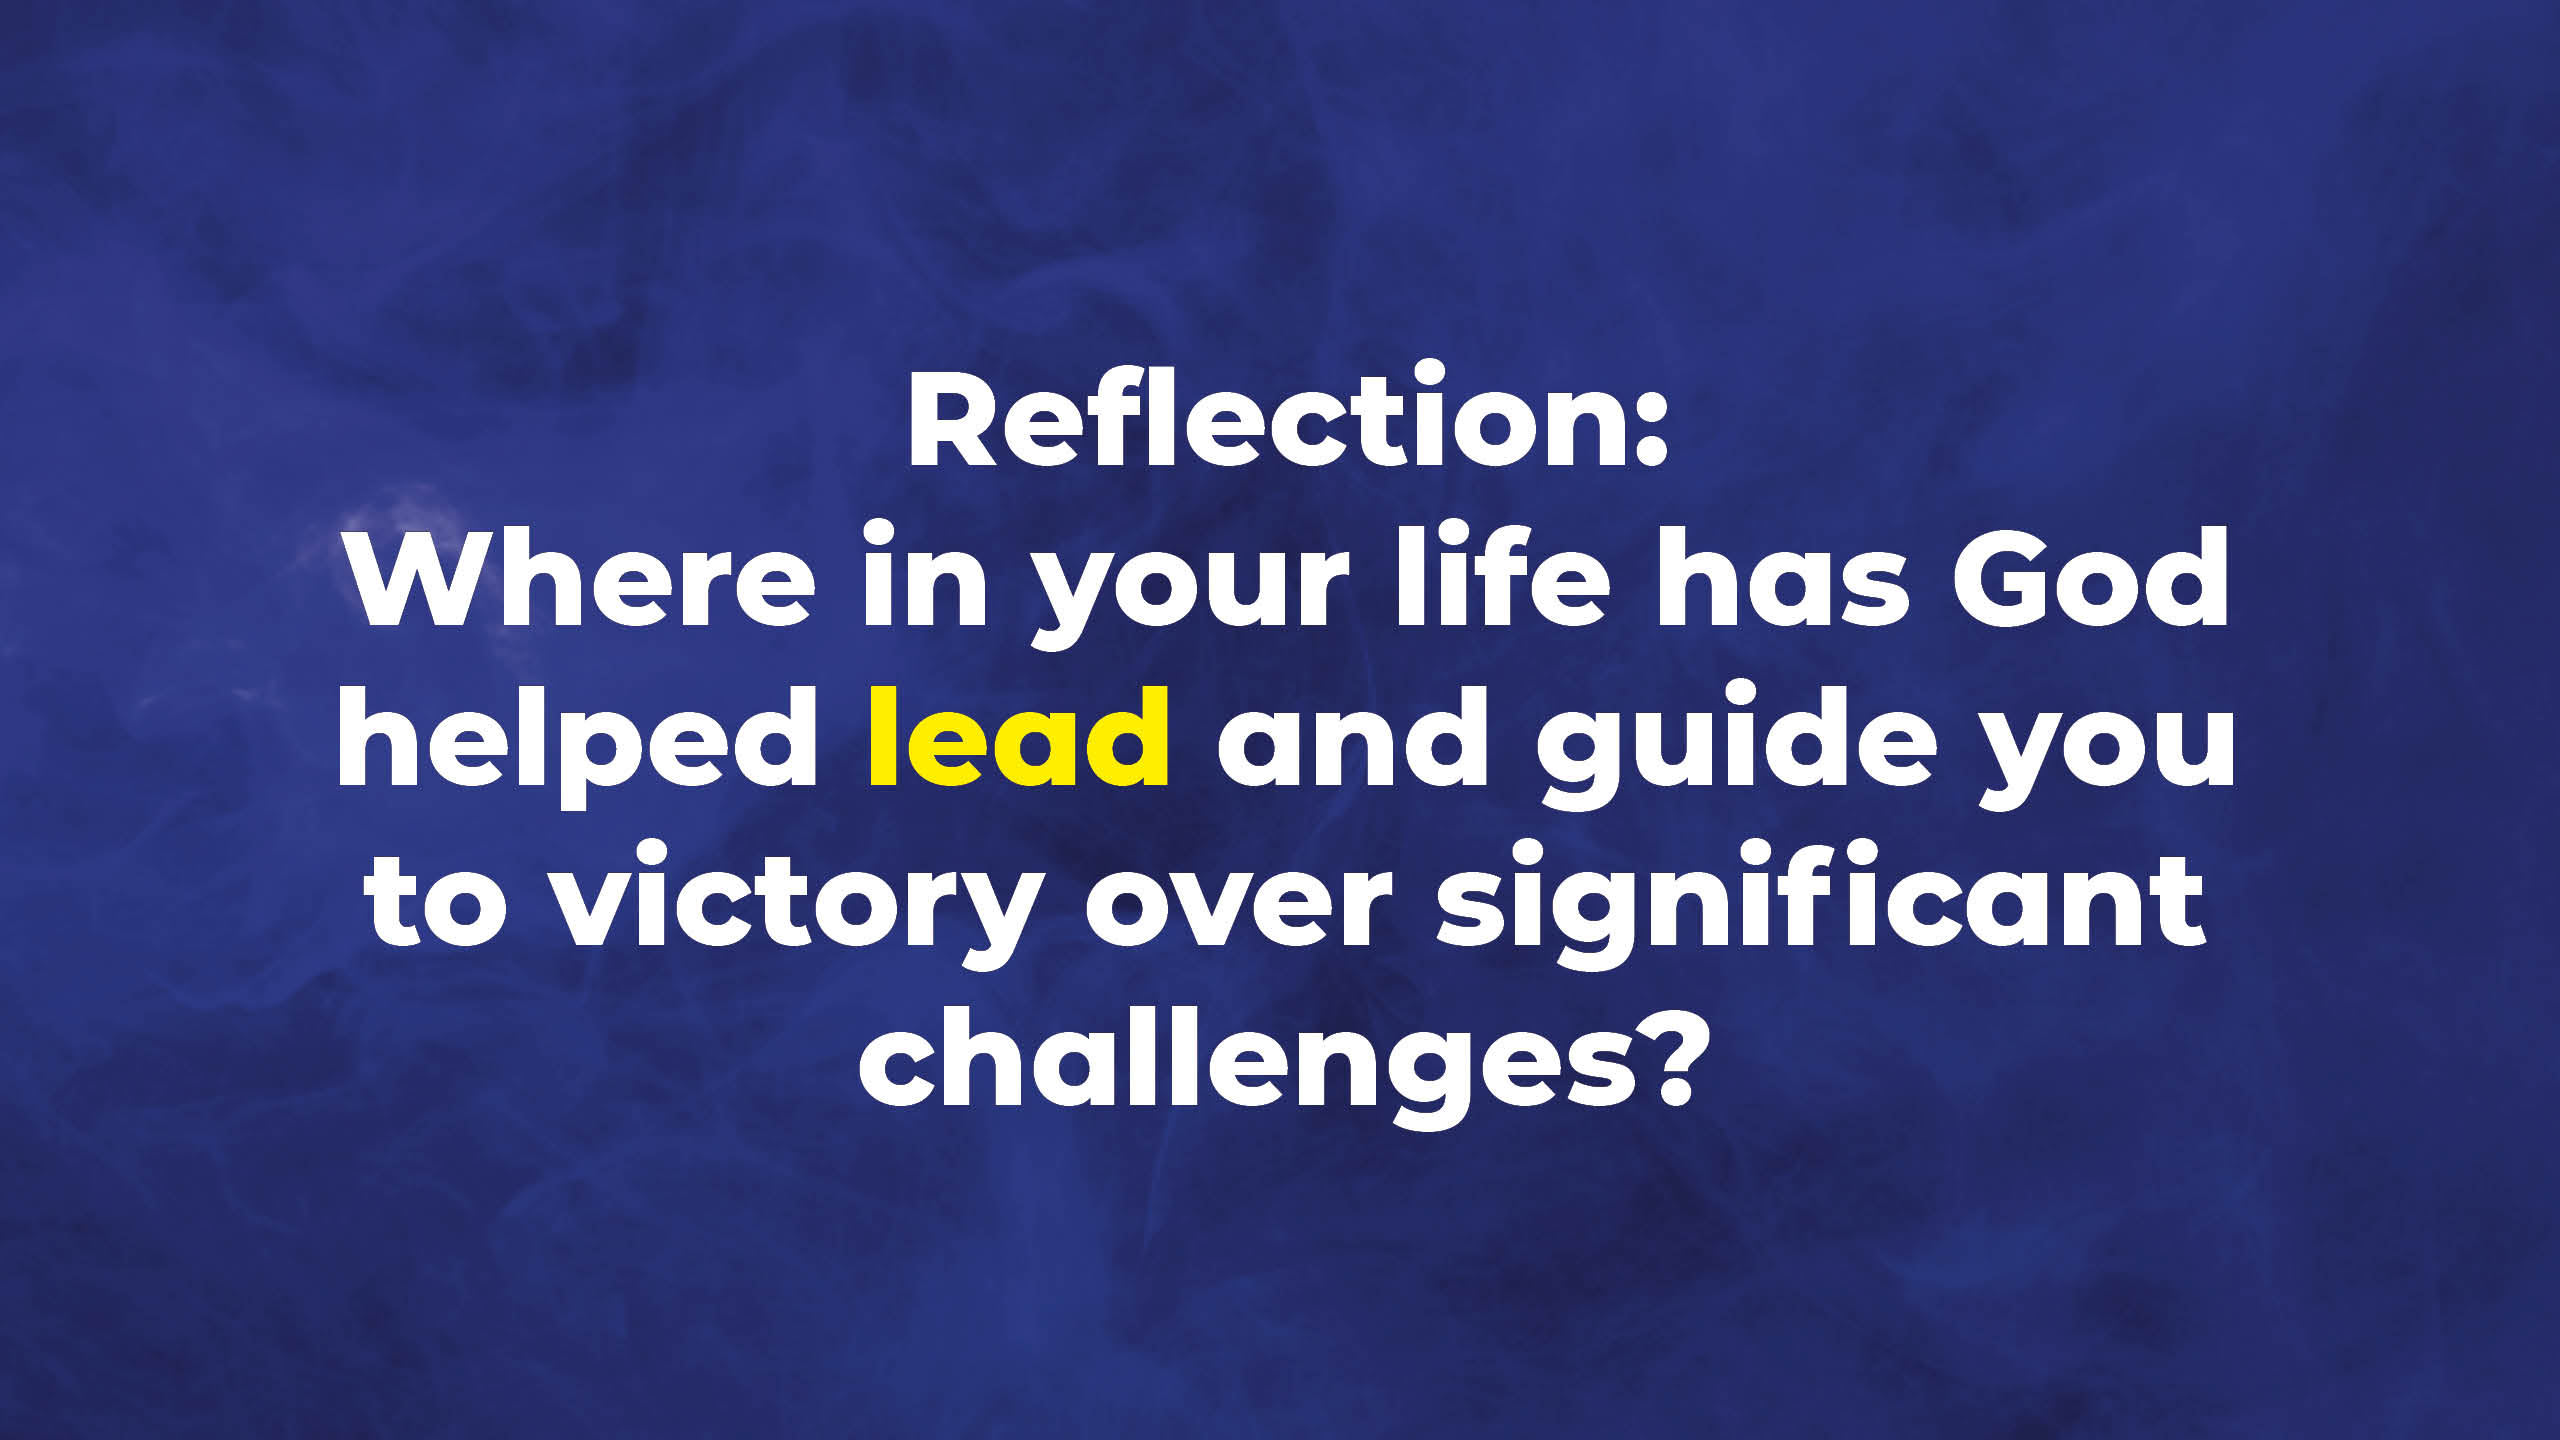 Reflection:
Where in your life has God
helped lead and guide you
to victory over significant
challenges?